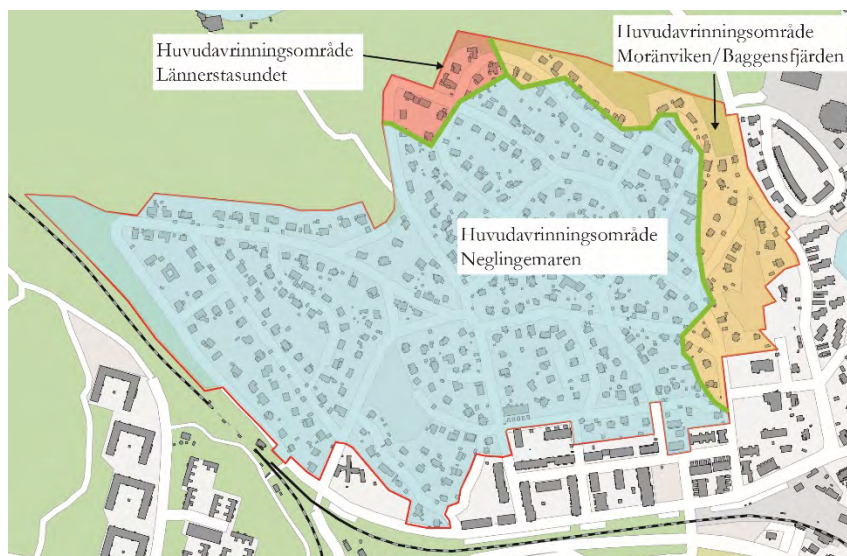 Huvudavrinningsområde
Lännerstasundet
Huvudavrinningsområde
Moränviken/Baggensfjärden
Huvudavrinningsområde
Neglingemaren